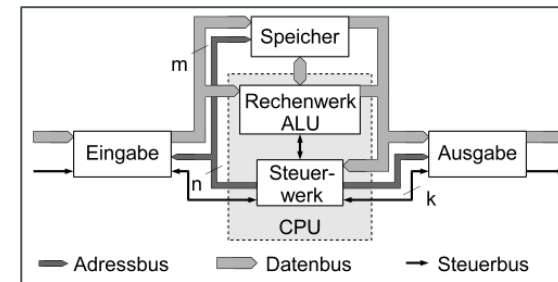 Speicher
m
Rechenwerk
ALU
Eingabe
Ausgabe
Steuer-
werk
n
k
CPU
Adressbus
Datenbus
Steuerbus